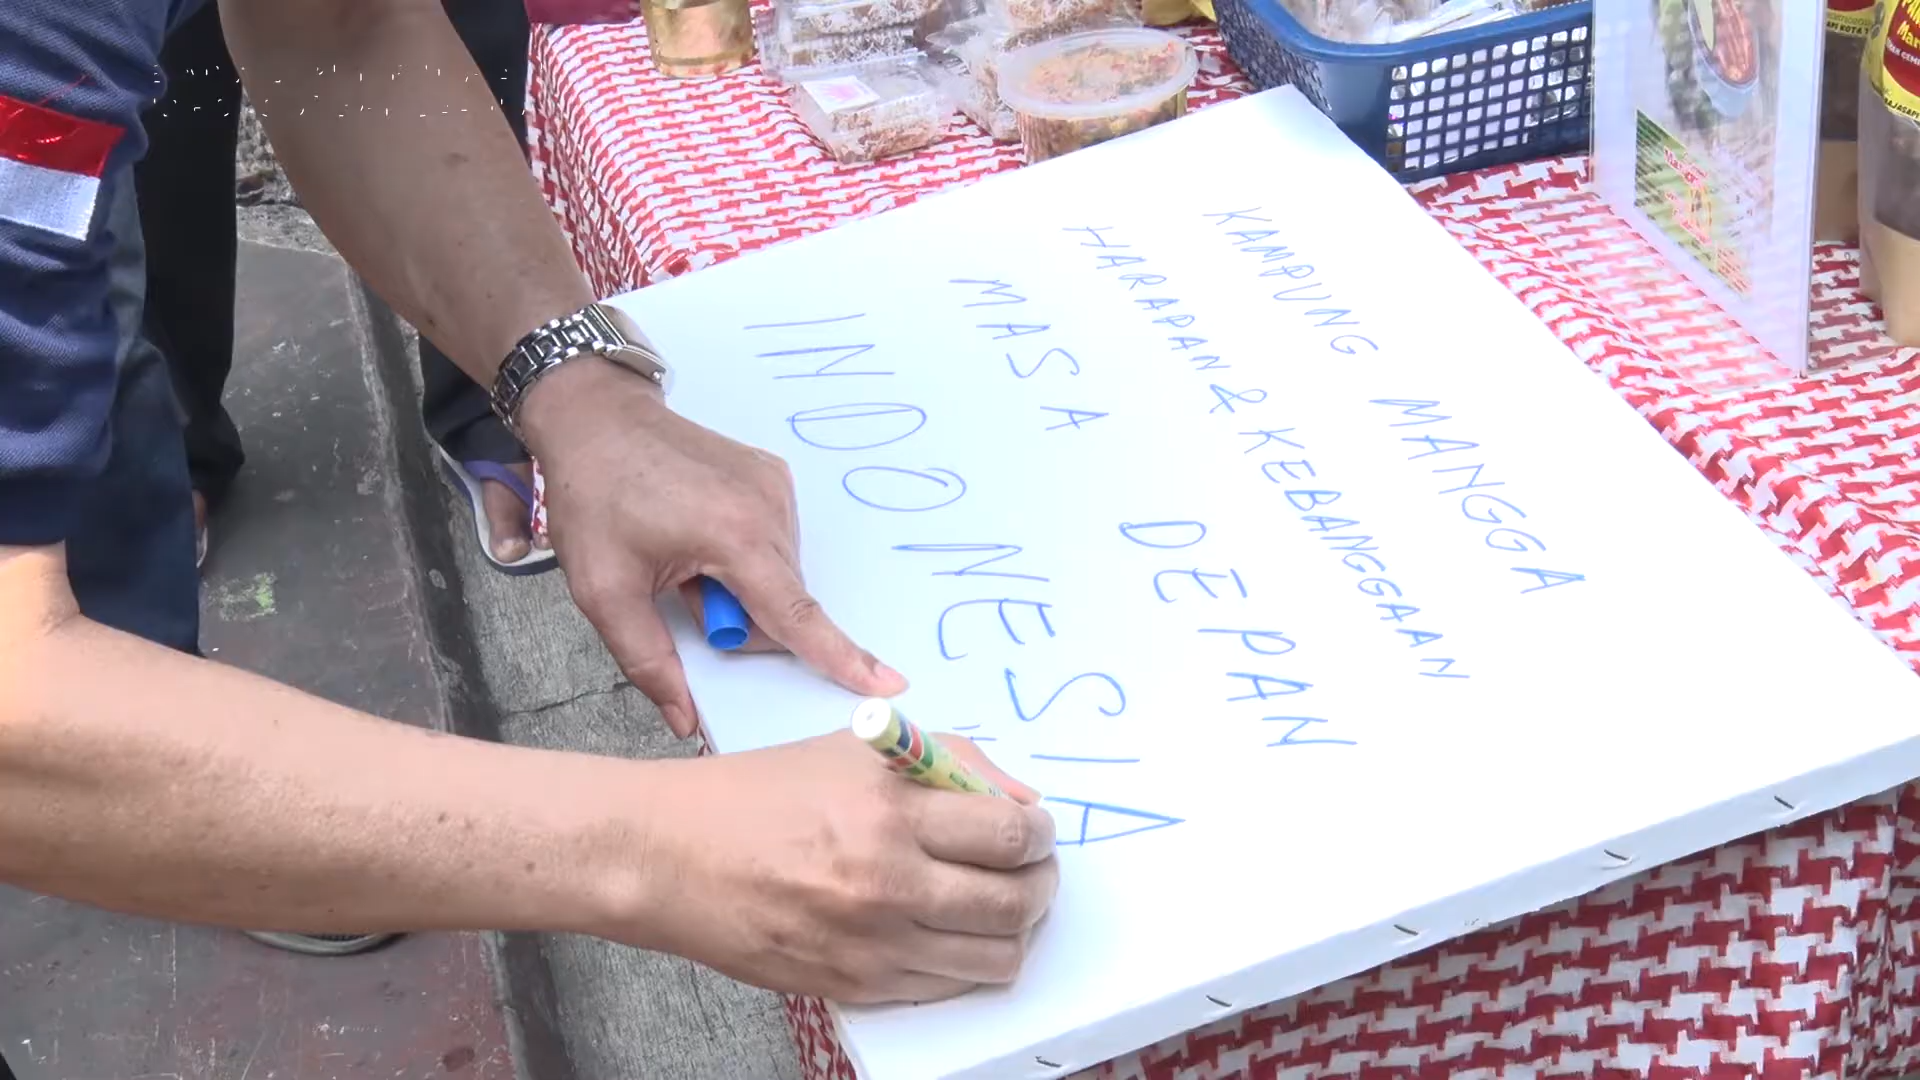 KAMPUNG MANGGA
HARAPAN & KEBANGGAAN
MASA DEPAN
INDONESIA